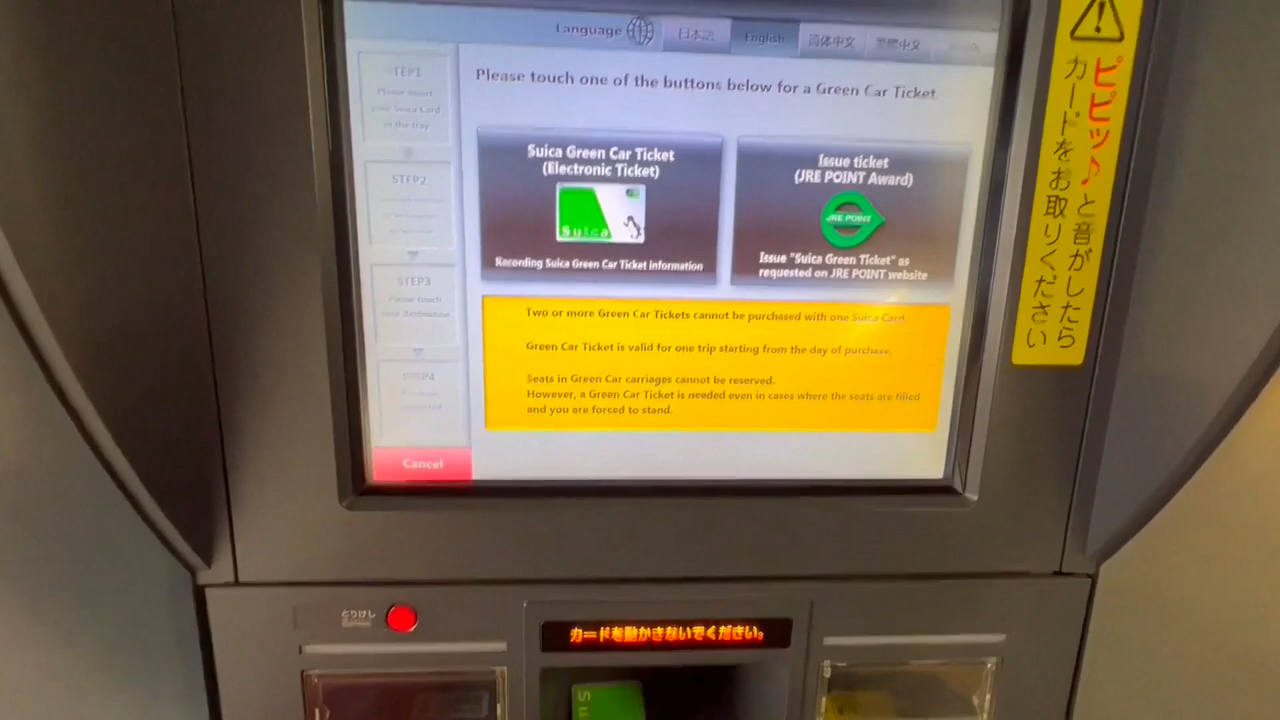 Language 日本語 English 简体中文 繁體中文
Please touch one of the buttons below for a Green Car Ticket
STEP1
Please insert
your Suica Card
in the tray
STEP2
STEP3
Please touch
your destination
STEP4
Cancel
Suica Green Car Ticket
(Electronic Ticket)
Suica
Recording Suica Green Car Ticket information
Issue ticket
(JRE POINT Award)
JRE POINT
Issue "Suica Green Ticket" as
requested on JRE POINT website
Two or more Green Car Tickets cannot be purchased with one Suica Card.
Green Car Ticket is valid for one trip starting from the day of purchase.
Seats in Green Car carriages cannot be reserved.
However, a Green Car Ticket is needed even in cases where the seats are filled
and you are forced to stand.
ピピッ♪と音がしたら
カードをお取りください
とりけし
カードを動かさないでください。
Su